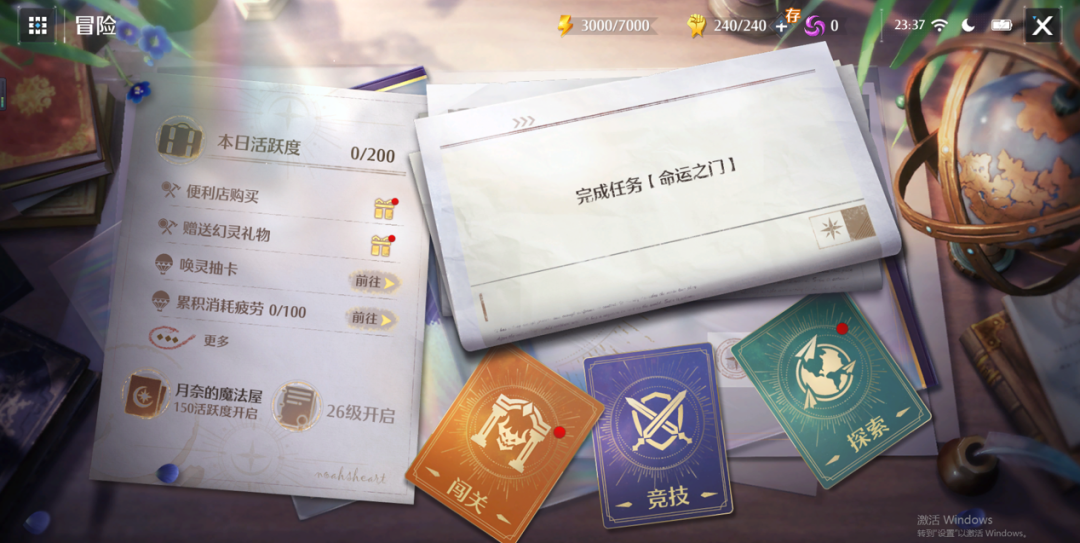 冒险
3000/7000
240/240
存
0
23:37
本日活跃度 0/200
便利店购买
赠送幻灵礼物
唤灵抽卡 前往
累积消耗疲劳 0/100 前往
更多
月奈的魔法屋
150活跃度开启
26级开启
noahsheart
完成任务【命运之门】
闯关
竞技
探索
激活 Windows
转到"设置"以激活 Windows。